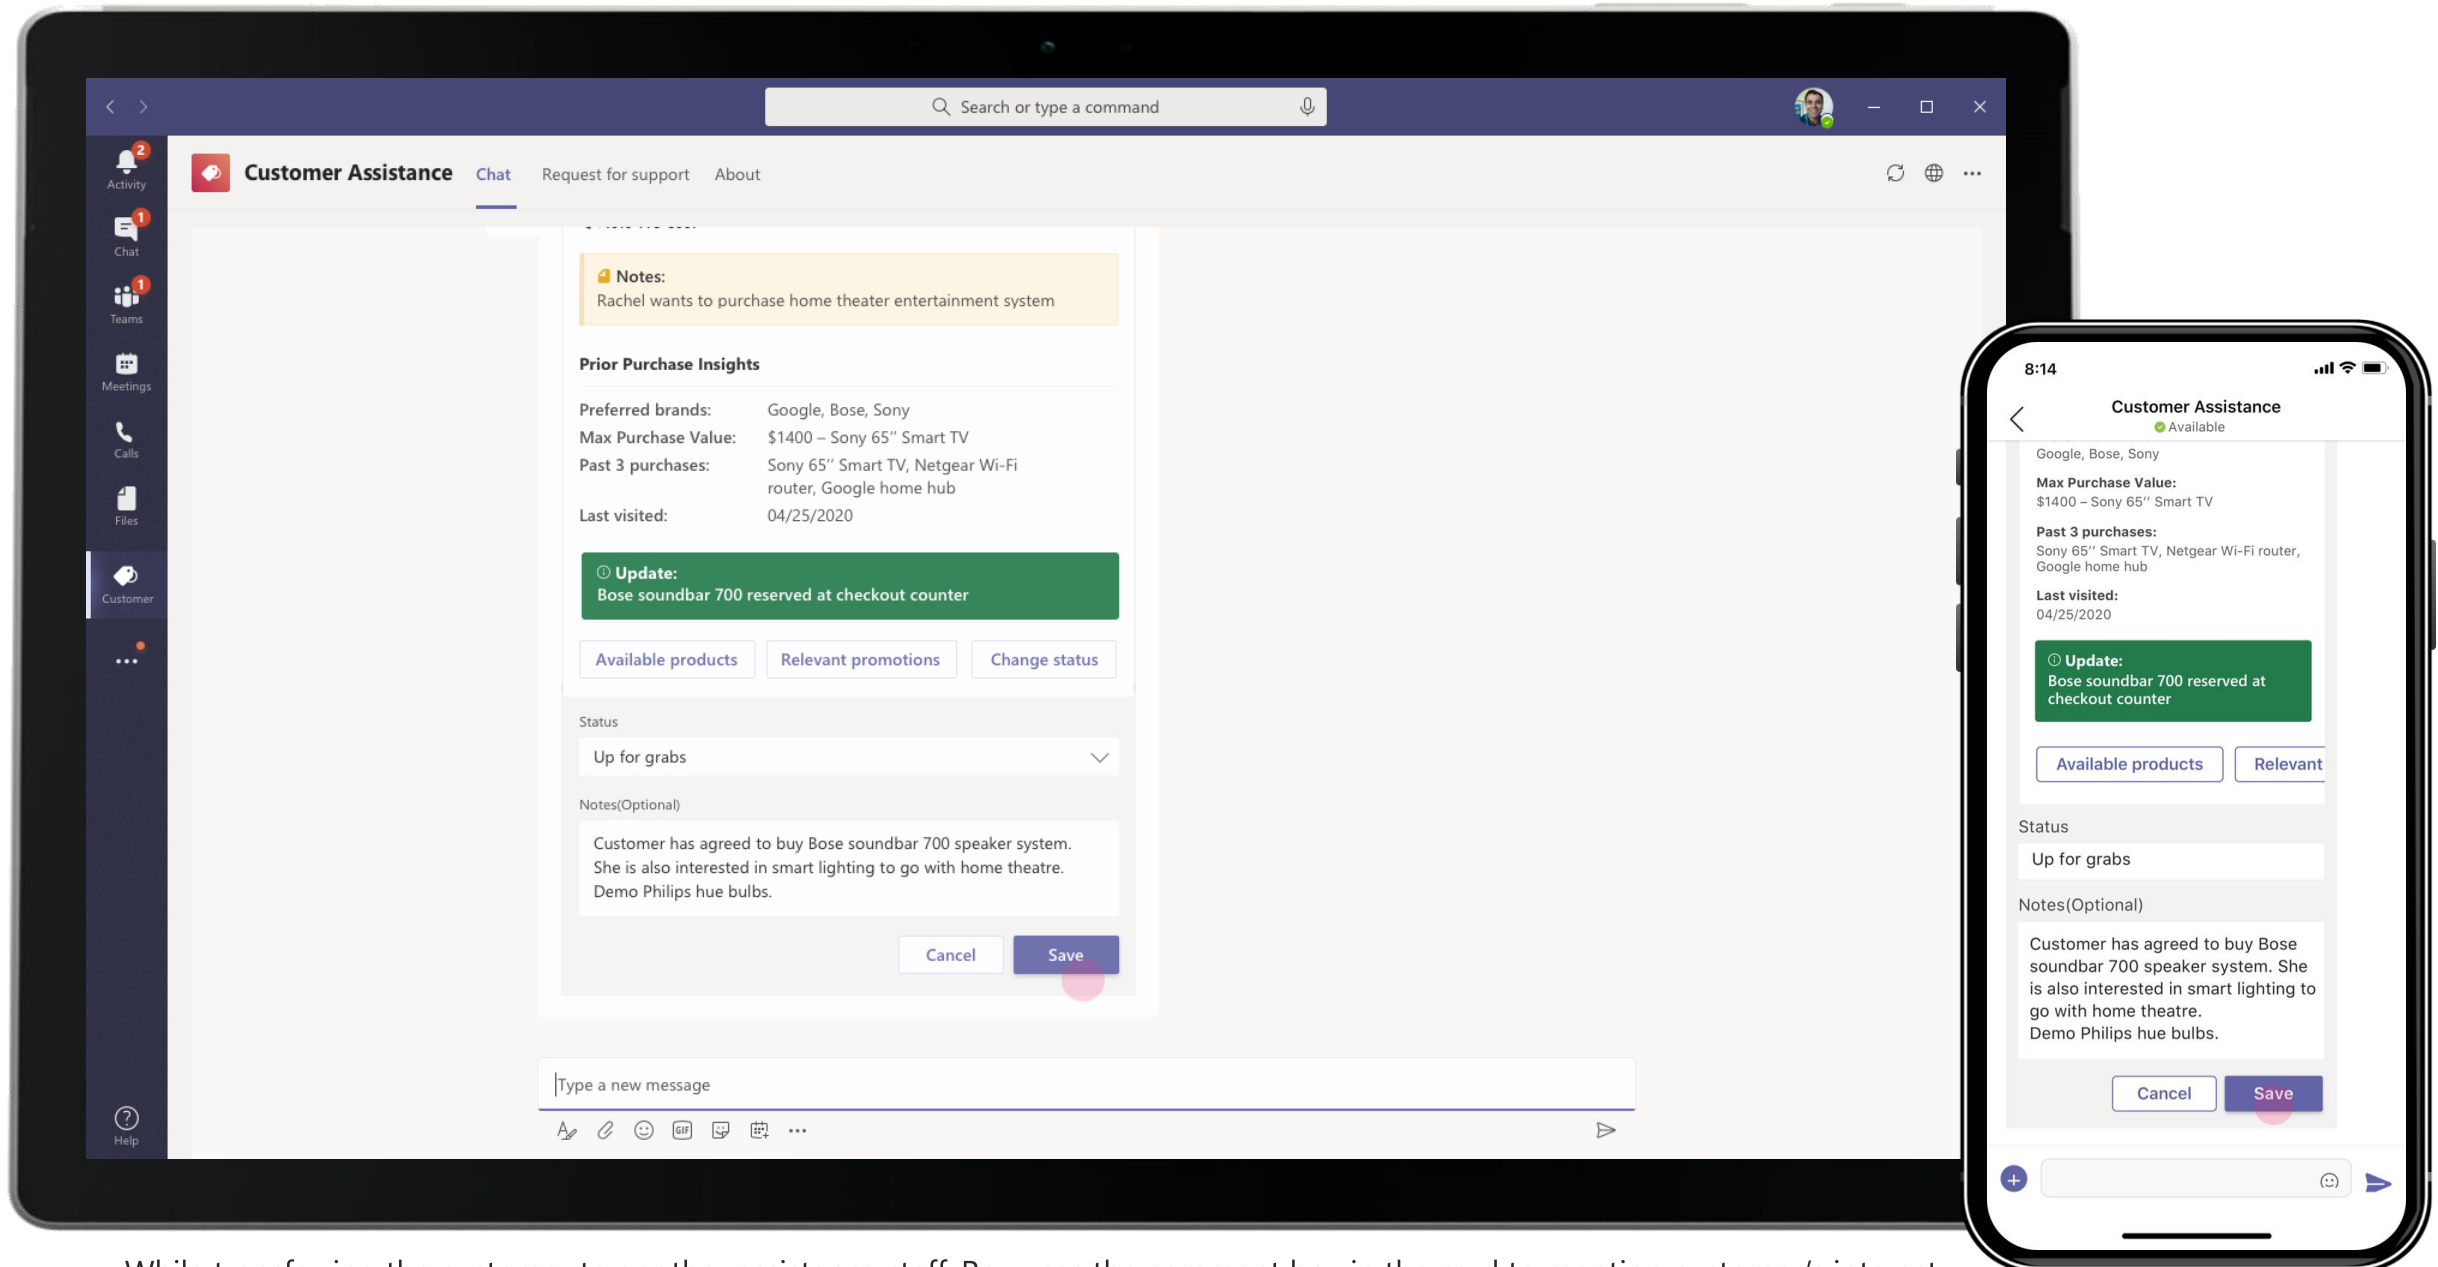 Search or type a command
2
Activity
1
Chat
1
Teams
Meetings
Calls
Files
Customer
Help
Customer Assistance Chat Request for support About
Notes:
Rachel wants to purchase home theater entertainment system
Prior Purchase Insights
Preferred brands: Google, Bose, Sony
Max Purchase Value: $1400 – Sony 65’’ Smart TV
Past 3 purchases: Sony 65’’ Smart TV, Netgear Wi-Fi
router, Google home hub
Last visited: 04/25/2020
Update:
Bose soundbar 700 reserved at checkout counter
Available products Relevant promotions Change status
Status
Up for grabs
Notes(Optional)
Customer has agreed to buy Bose soundbar 700 speaker system.
She is also interested in smart lighting to go with home theatre.
Demo Philips hue bulbs.
Cancel Save
Type a new message
GIF
8:14
Customer Assistance
Available
Google, Bose, Sony
Max Purchase Value:
$1400 – Sony 65’’ Smart TV
Past 3 purchases:
Sony 65’’ Smart TV, Netgear Wi-Fi router,
Google home hub
Last visited:
04/25/2020
Update:
Bose soundbar 700 reserved at
checkout counter
Available products Relevant
Status
Up for grabs
Notes(Optional)
Customer has agreed to buy Bose
soundbar 700 speaker system. She
is also interested in smart lighting to
go with home theatre.
Demo Philips hue bulbs.
Cancel Save